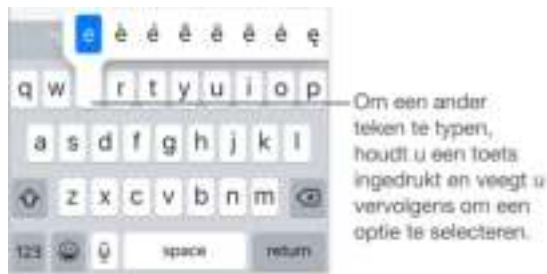 e è é ê ë ę
q w r t y u i o p
a s d f g h j k l
z x c v b n m
123 space return
Om een ander
teken te typen,
houdt u een toets
ingedrukt en veegt u
vervolgens om een
optie te selecteren.